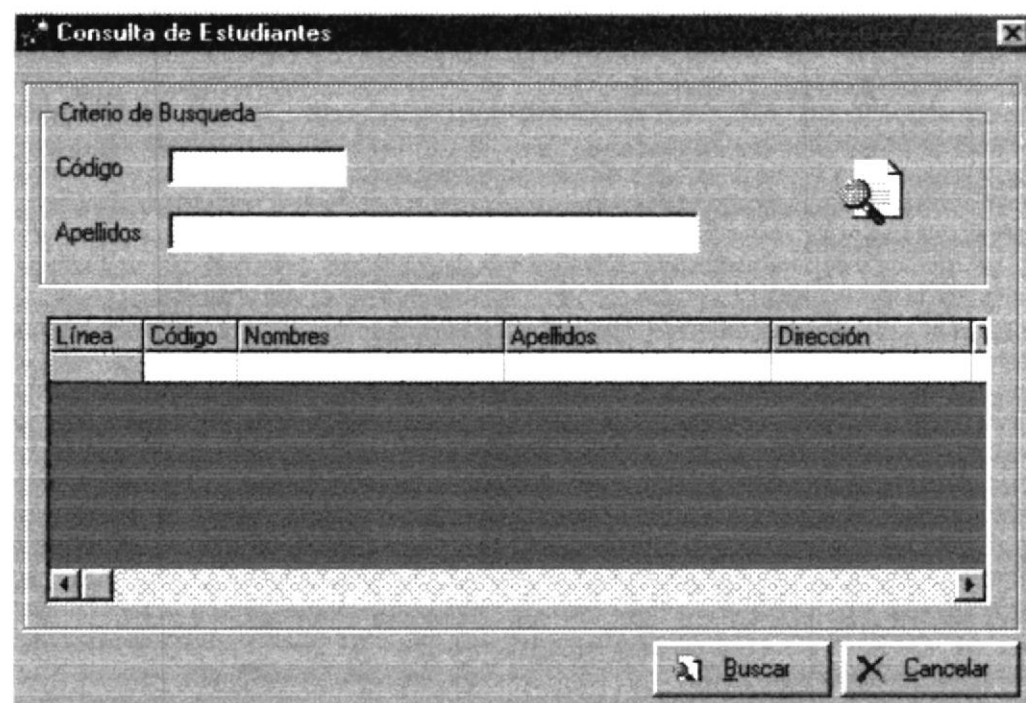 Consulta de Estudiantes
Criterio de Busqueda
Código
Apellidos
Línea Código Nombres Apellidos Dirección
Buscar Cancelar